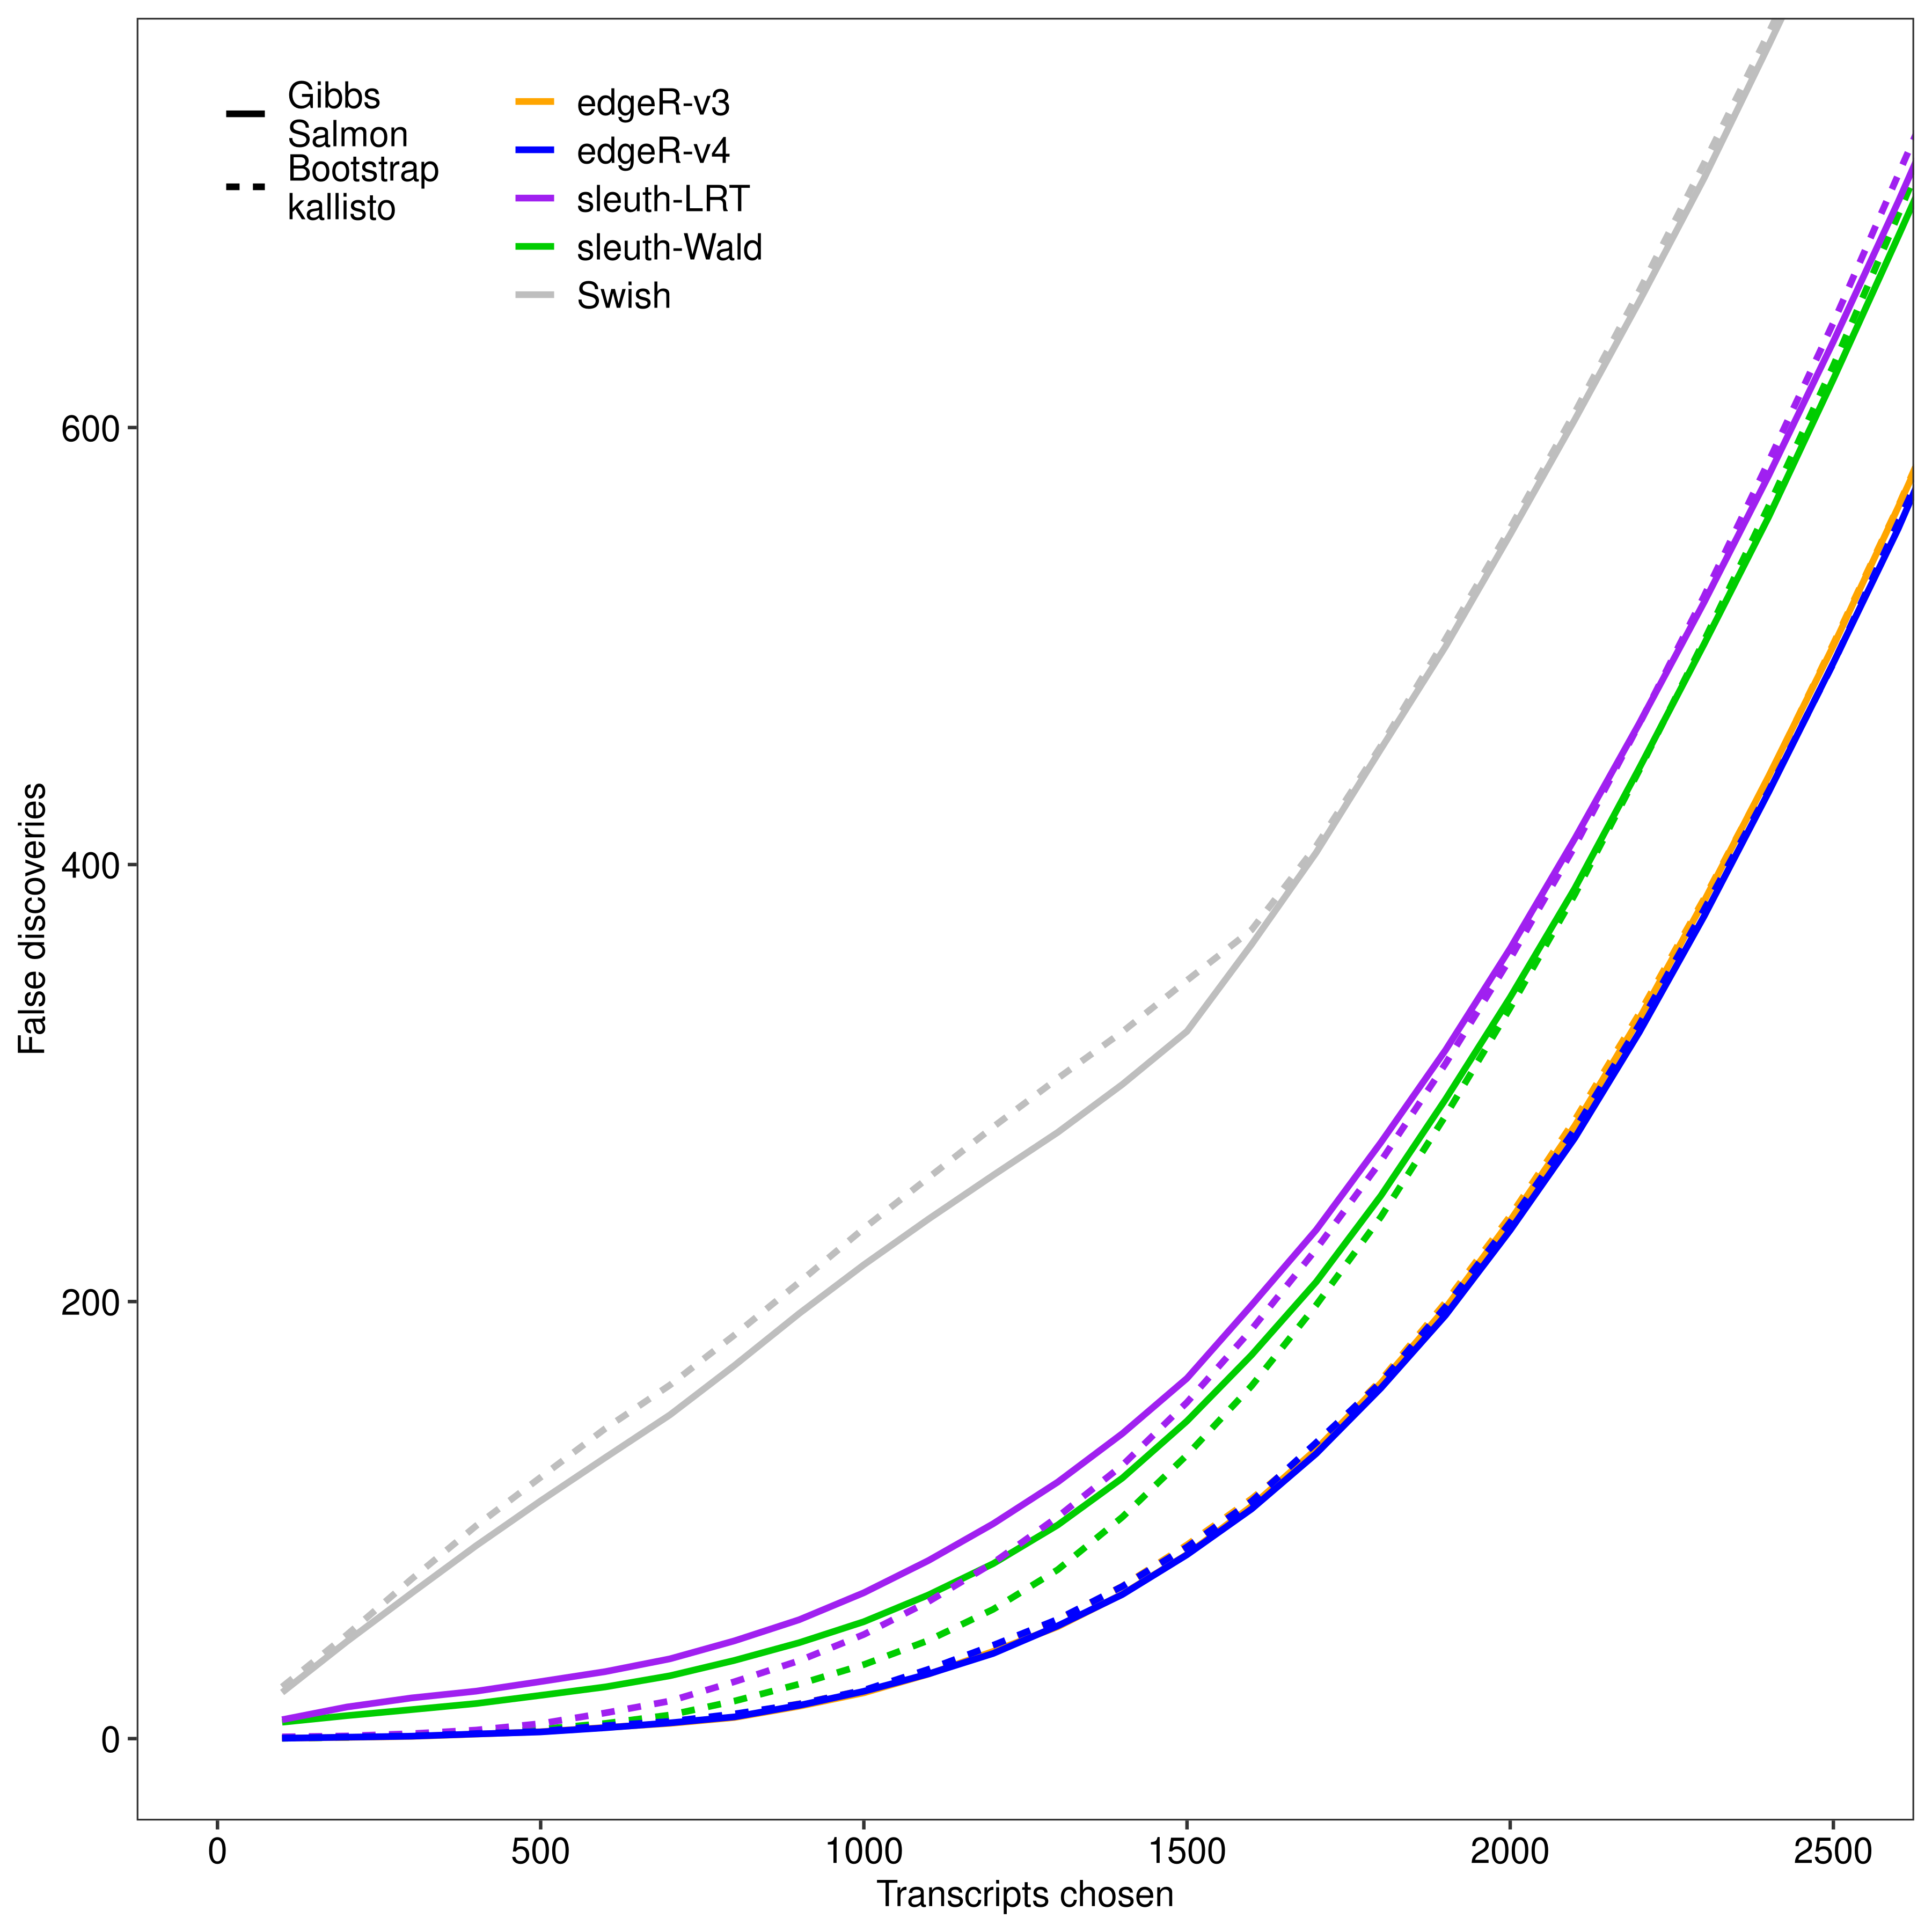 Gibbs
Salmon
Bootstrap
kallisto
edgeR-v3
edgeR-v4
sleuth-LRT
sleuth-Wald
Swish
False discoveries
600
400
200
0
0 500 1000 1500 2000 2500
Transcripts chosen